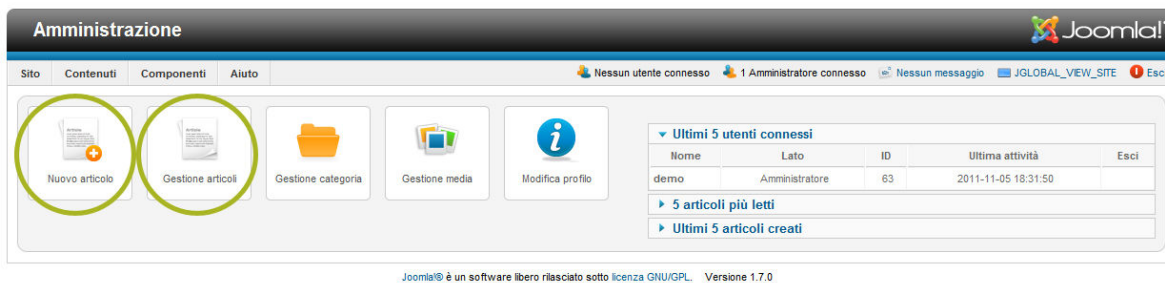 Amministrazione
Joomla!
Sito Contenuti Componenti Aiuto Nessun utente connesso 1 Amministratore connesso Nessun messaggio JGLOBAL_VIEW_SITE Esci
Nuovo articolo Gestione articoli Gestione categoria Gestione media Modifica profilo
Ultimi 5 utenti connessi
Nome Lato ID Ultima attività Esci
demo Amministratore 63 2011-11-05 18:31:50
5 articoli più letti
Ultimi 5 articoli creati
Joomla!® è un software libero rilasciato sotto licenza GNU/GPL. Versione 1.7.0